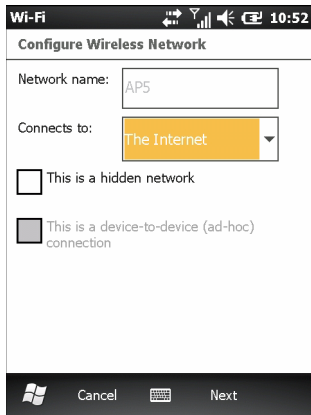 Wi-Fi 10:52
Configure Wireless Network
Network name: AP5
Connects to: The Internet
This is a hidden network
This is a device-to-device (ad-hoc)
connection
Cancel Next